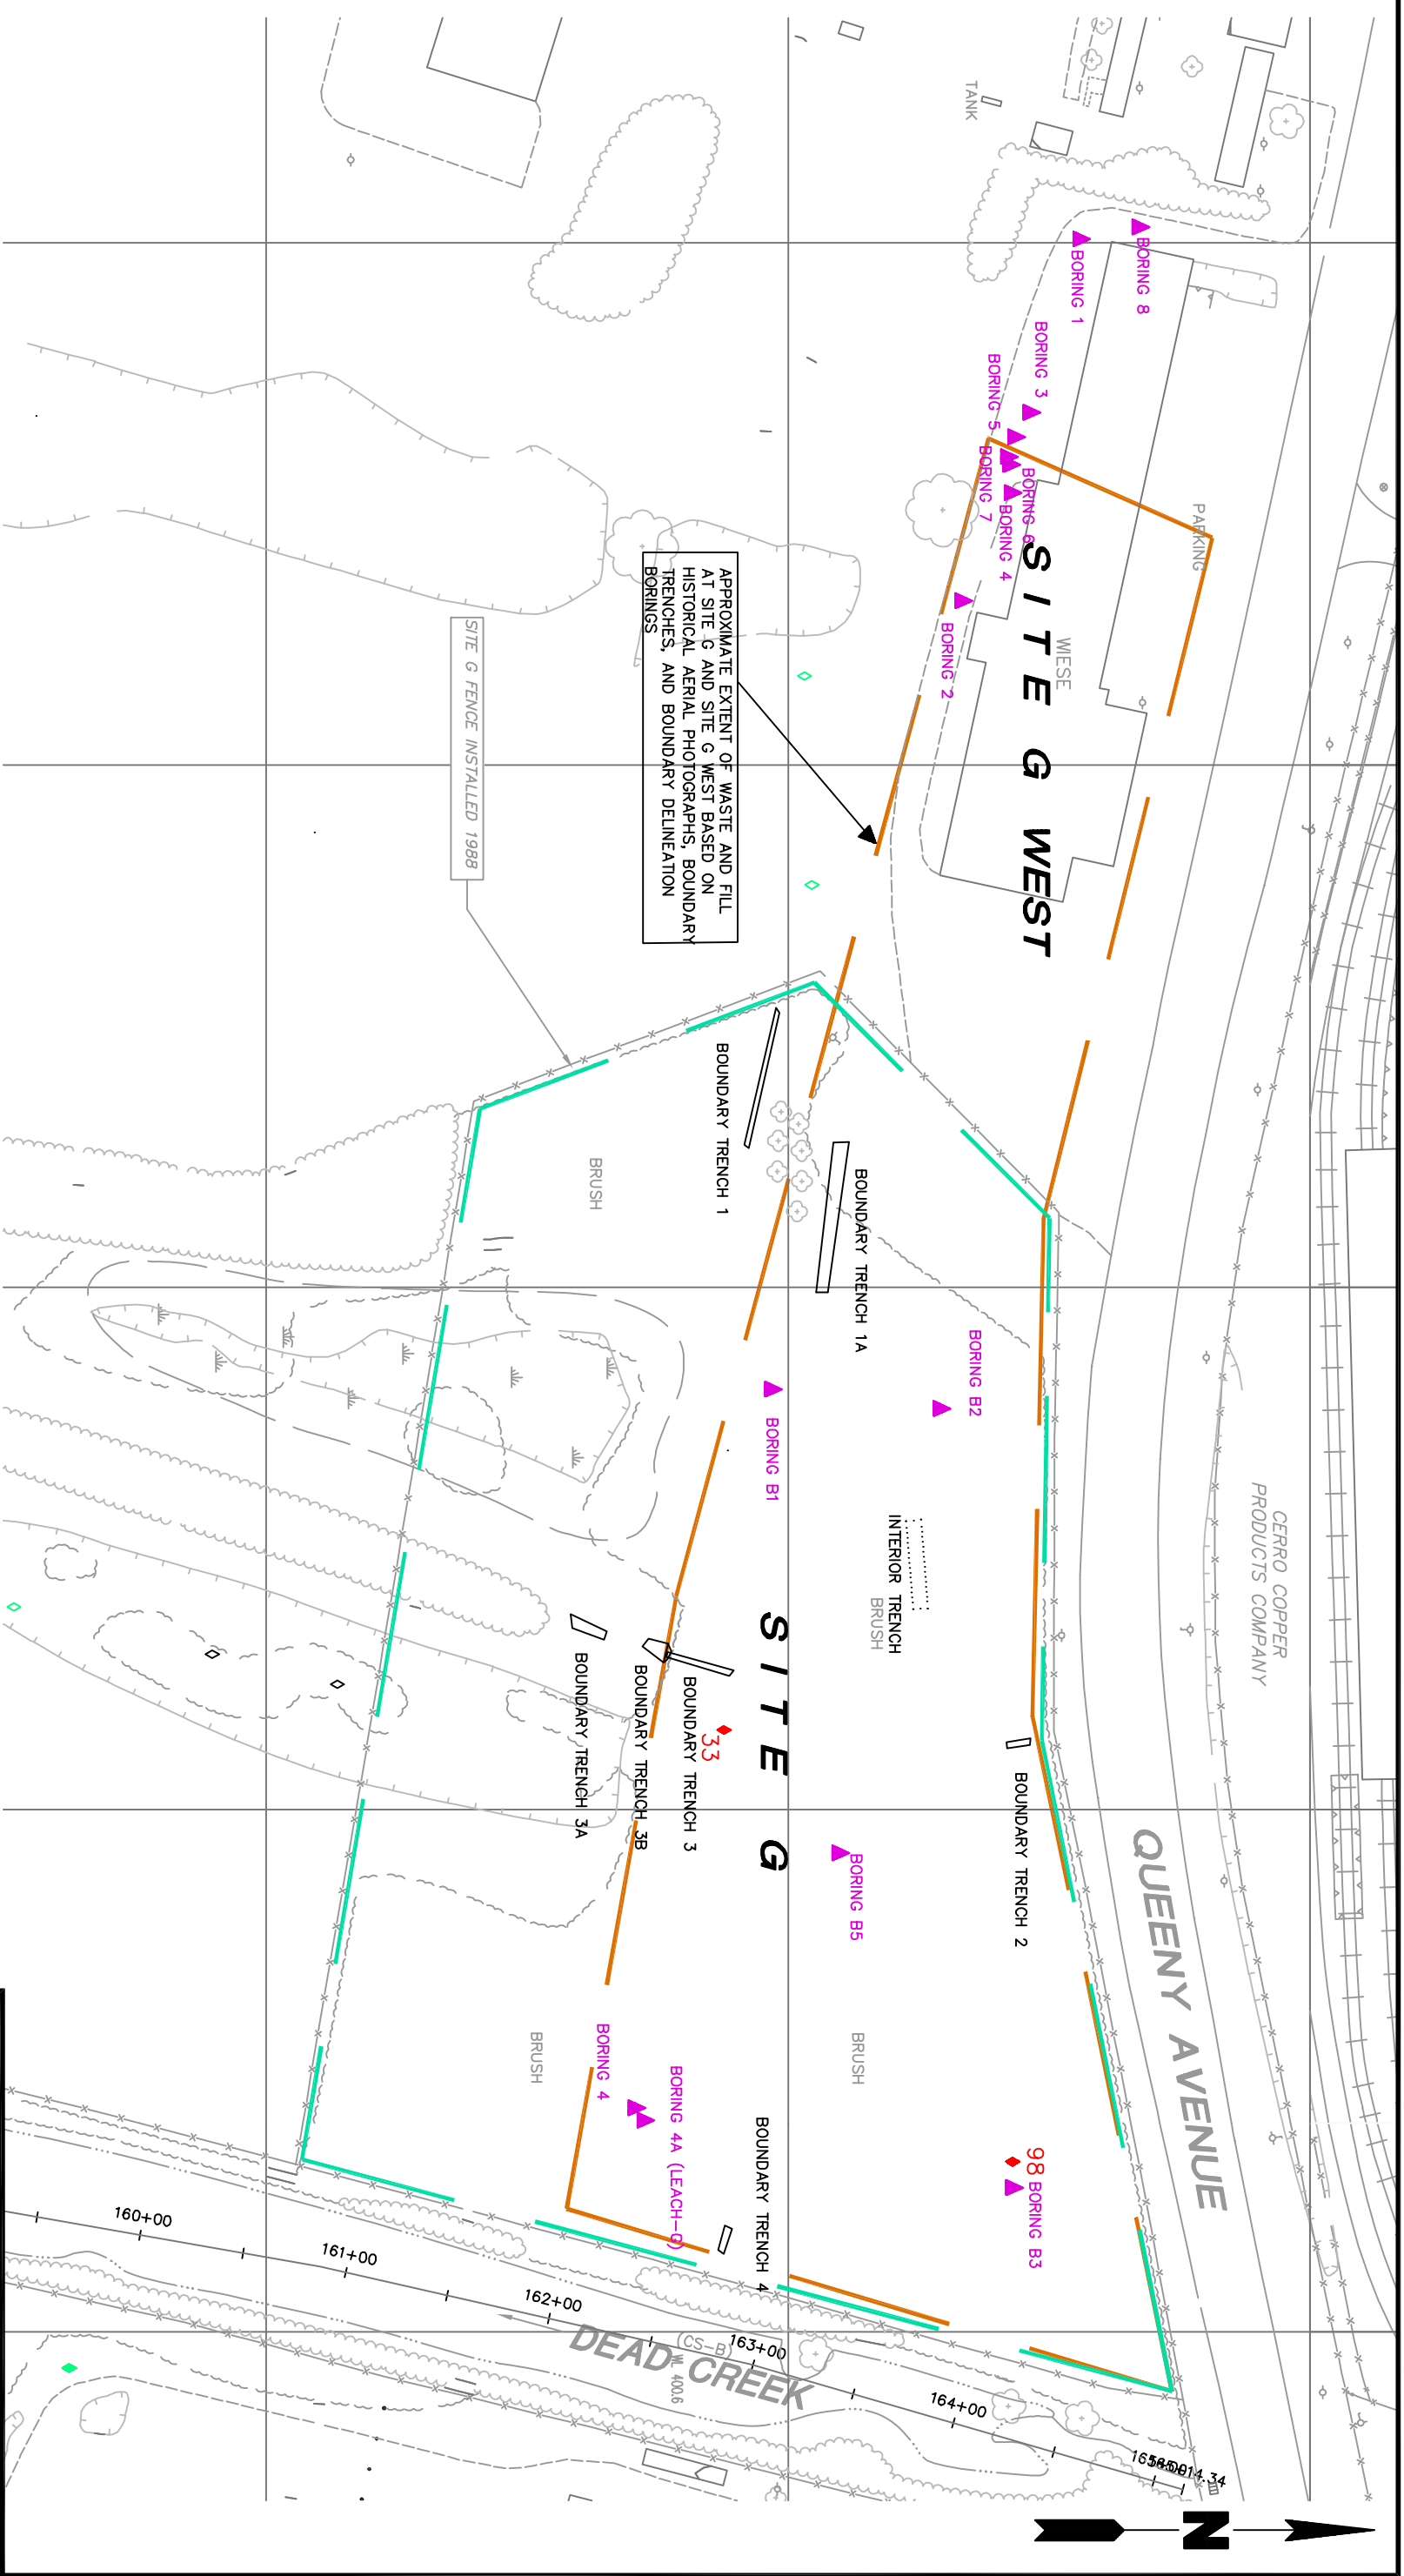 TANK
BORING 8
BORING 1
BORING 3
BORING 5
BORING 7
BORING 6
BORING 4
BORING 2
PARKING
WIESE
SITE G WEST
APPROXIMATE EXTENT OF WASTE AND FILL
AT SITE G AND SITE G WEST BASED ON
HISTORICAL AERIAL PHOTOGRAPHS, BOUNDARY
TRENCHES, AND BOUNDARY DELINEATION
BORINGS
SITE G FENCE INSTALLED 1988
BOUNDARY TRENCH 1
BRUSH
BOUNDARY TRENCH 1A
BORING B2
BORING B1
INTERIOR TRENCH
BRUSH
CERRO COPPER
PRODUCTS COMPANY
SITE G
BOUNDARY TRENCH 3A
BOUNDARY TRENCH 3B
BOUNDARY TRENCH 3
33
BOUNDARY TRENCH 2
BORING B5
QUEENY AVENUE
BRUSH
BRUSH
BORING 4
BORING 4A (LEACH-G)
BOUNDARY TRENCH 4
98
BORING B3
160+00
161+00
162+00
163+00
164+00
(CS-B)
DEAD CREEK
WL 400.6
N